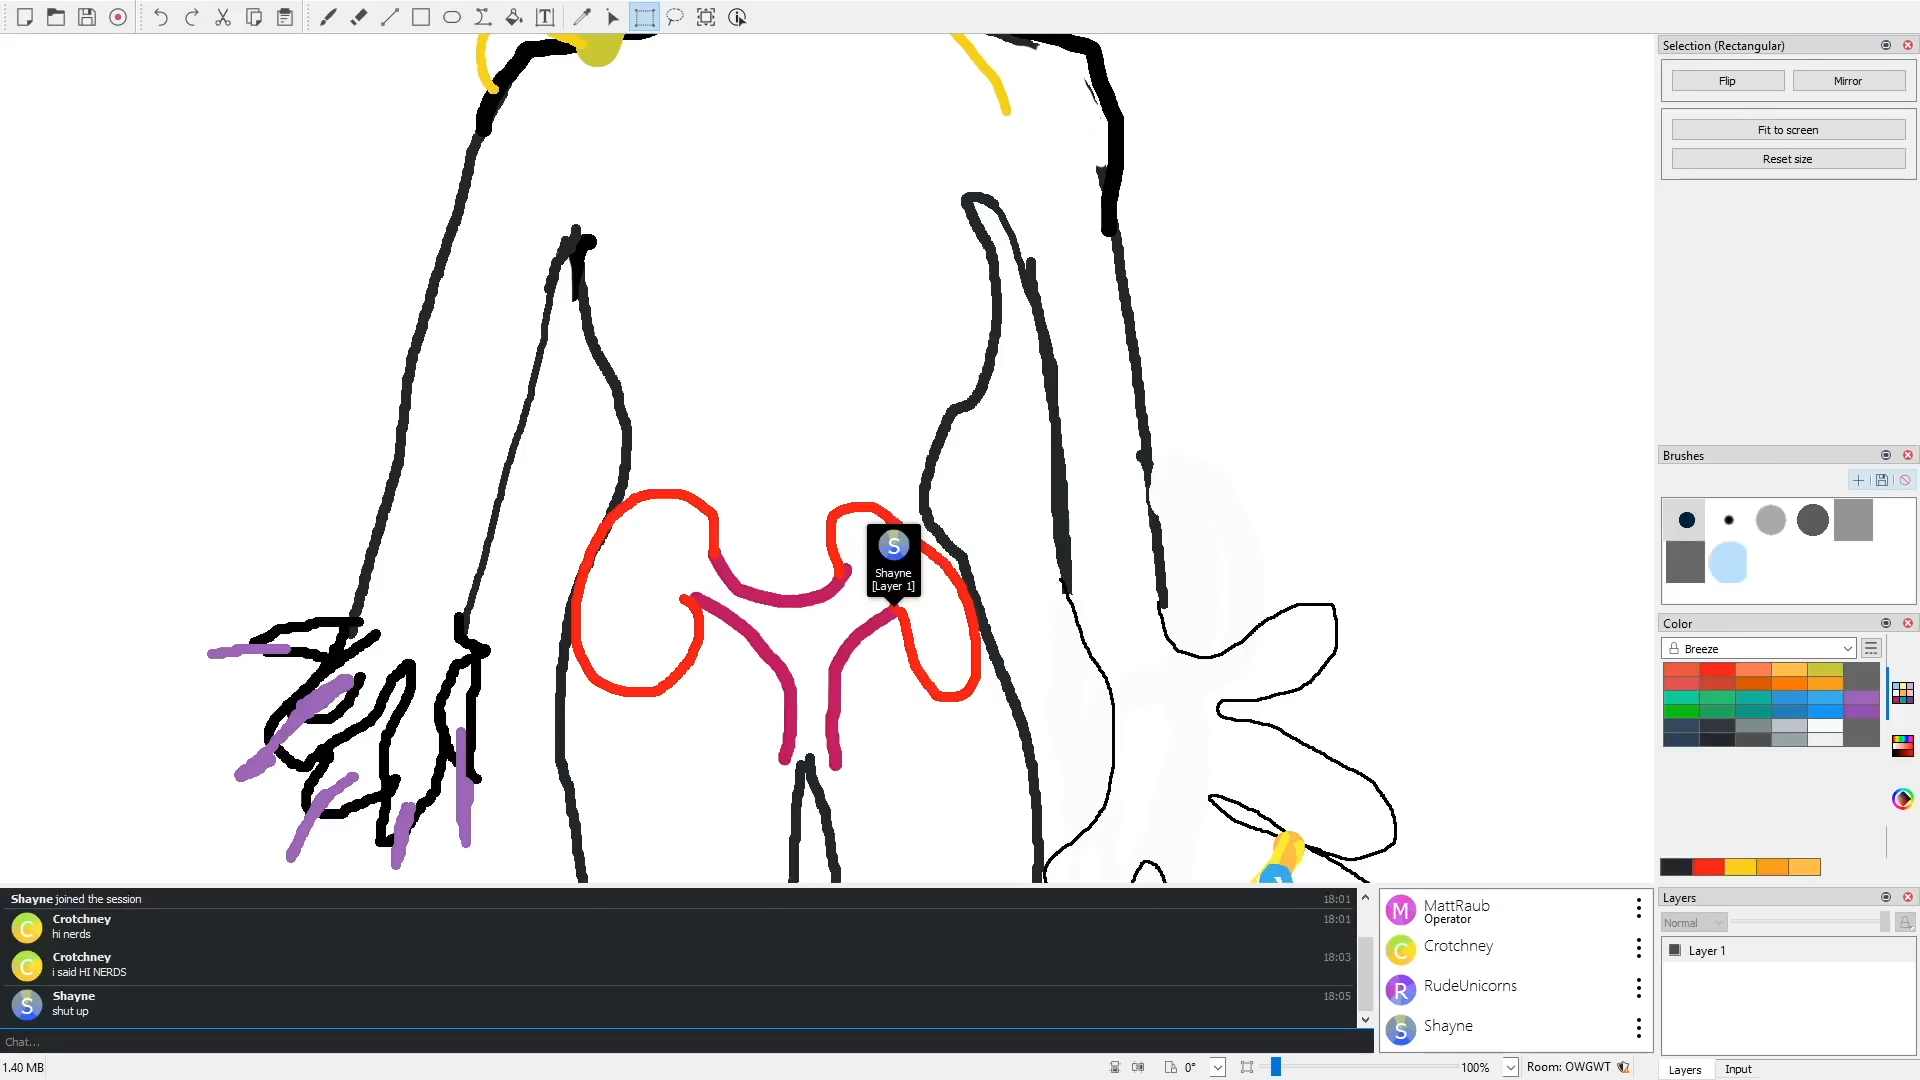 T
Selection (Rectangular)
Flip
Mirror
Fit to screen
Reset size
Brushes
Color
Breeze
S
Shayne
[Layer 1]
Shayne joined the session
18:01
C
Crotchney
18:01
hi nerds
C
Crotchney
18:03
i said HI NERDS
S
Shayne
18:05
shut up
Chat...
M
MattRaub
Operator
C
Crotchney
R
RudeUnicorns
S
Shayne
Layers
Normal
Layer 1
1.40 MB
0°
100%
Room: OWGWT
Layers
Input